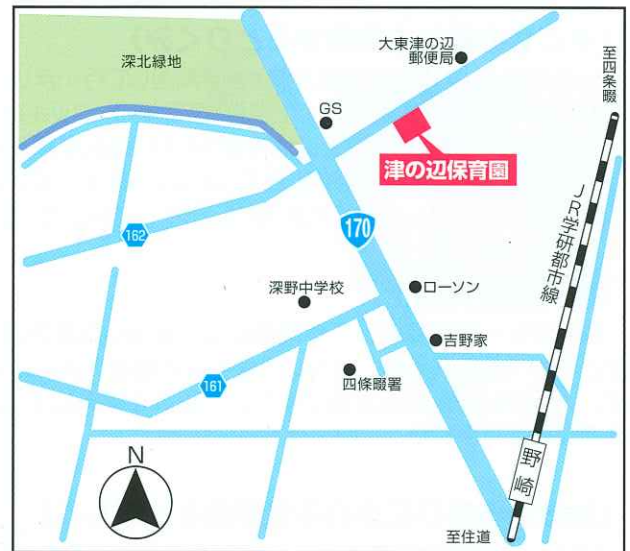 深北緑地
大東津の辺
郵便局
至四条畷
GS
津の辺保育園
162
170
JR学研都市線
深野中学校
ローソン
吉野家
161
四條畷署
N
野崎
至住道